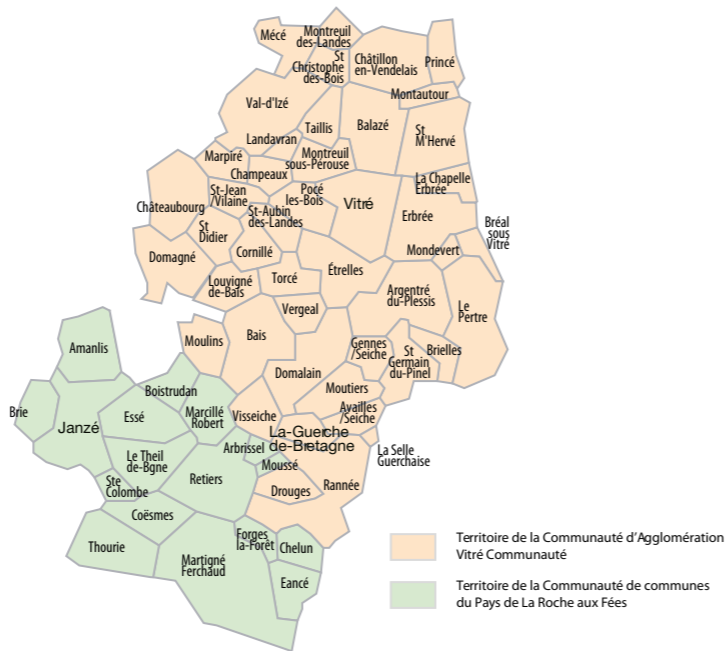 Mécé
Montreuil
des-Landes
St
Christophe
des-Bois
Châtillon
en-Vendelais
Princé
Montautour
Val-d'Izé
Taillis
Balazé
St
M'Hervé
Landavran
Marpiré
Champeaux
Montreuil
sous-Pérouse
La Chapelle
Erbrée
St-Jean
/Vilaine
Pocé
les-Bois
Vitré
Châteaubourg
St-Aubin
des-Landes
Erbrée
Bréal
sous
Vitré
St
Didier
Domagné
Cornillé
Mondevert
Louvigné
de-Bais
Torcé
Étrelles
Argentré
du-Plessis
Le
Pertre
Vergeal
Moulins
Bais
Gennes
/Seiche
St
Germain
du-Pinel
Brielles
Amanlis
Domalain
Moutiers
Boistrudan
Availles
/Seiche
Brie
Janzé
Essé
Marcillé
Robert
Visseiche
La-Guerche
de-Bretagne
La Selle
Guerchaise
Arbrissel
Le Theil
de-Bgne
Moussé
Retiers
Rannée
Ste
Colombe
Drouges
Coësmes
Forges
la-Forêt
Chelun
Thourie
Martigné
Ferchaud
Eancé
Territoire de la Communauté d'Agglomération
Vitré Communauté
Territoire de la Communauté de communes
du Pays de La Roche aux Fées